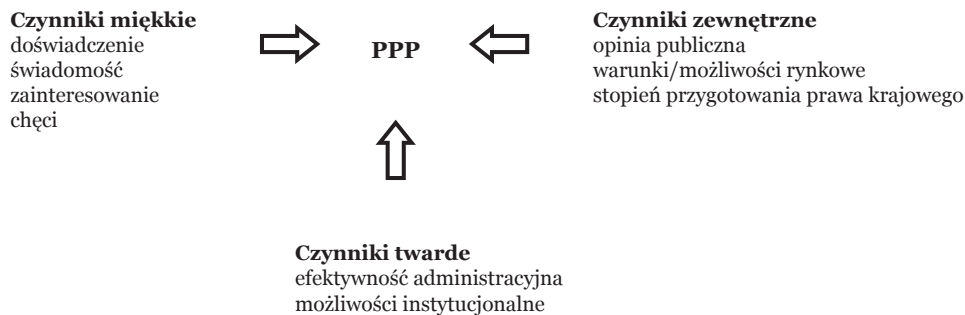 Czynniki miękkie
doświadczenie
świadomość
zainteresowanie
chęci
PPP
Czynniki zewnętrzne
opinia publiczna
warunki/możliwości rynkowe
stopień przygotowania prawa krajowego
Czynniki twarde
efektywność administracyjna
możliwości instytucjonalne